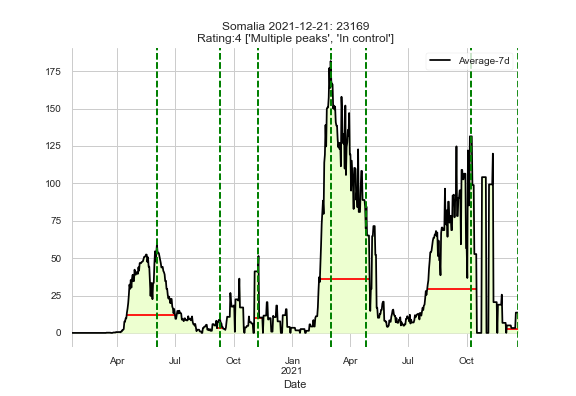 Somalia 2021-12-21: 23169
Rating:4 ['Multiple peaks', 'In control']
Average-7d
175
150
125
100
75
50
25
0
Apr Jul Oct Jan Apr Jul Oct
2021
Date